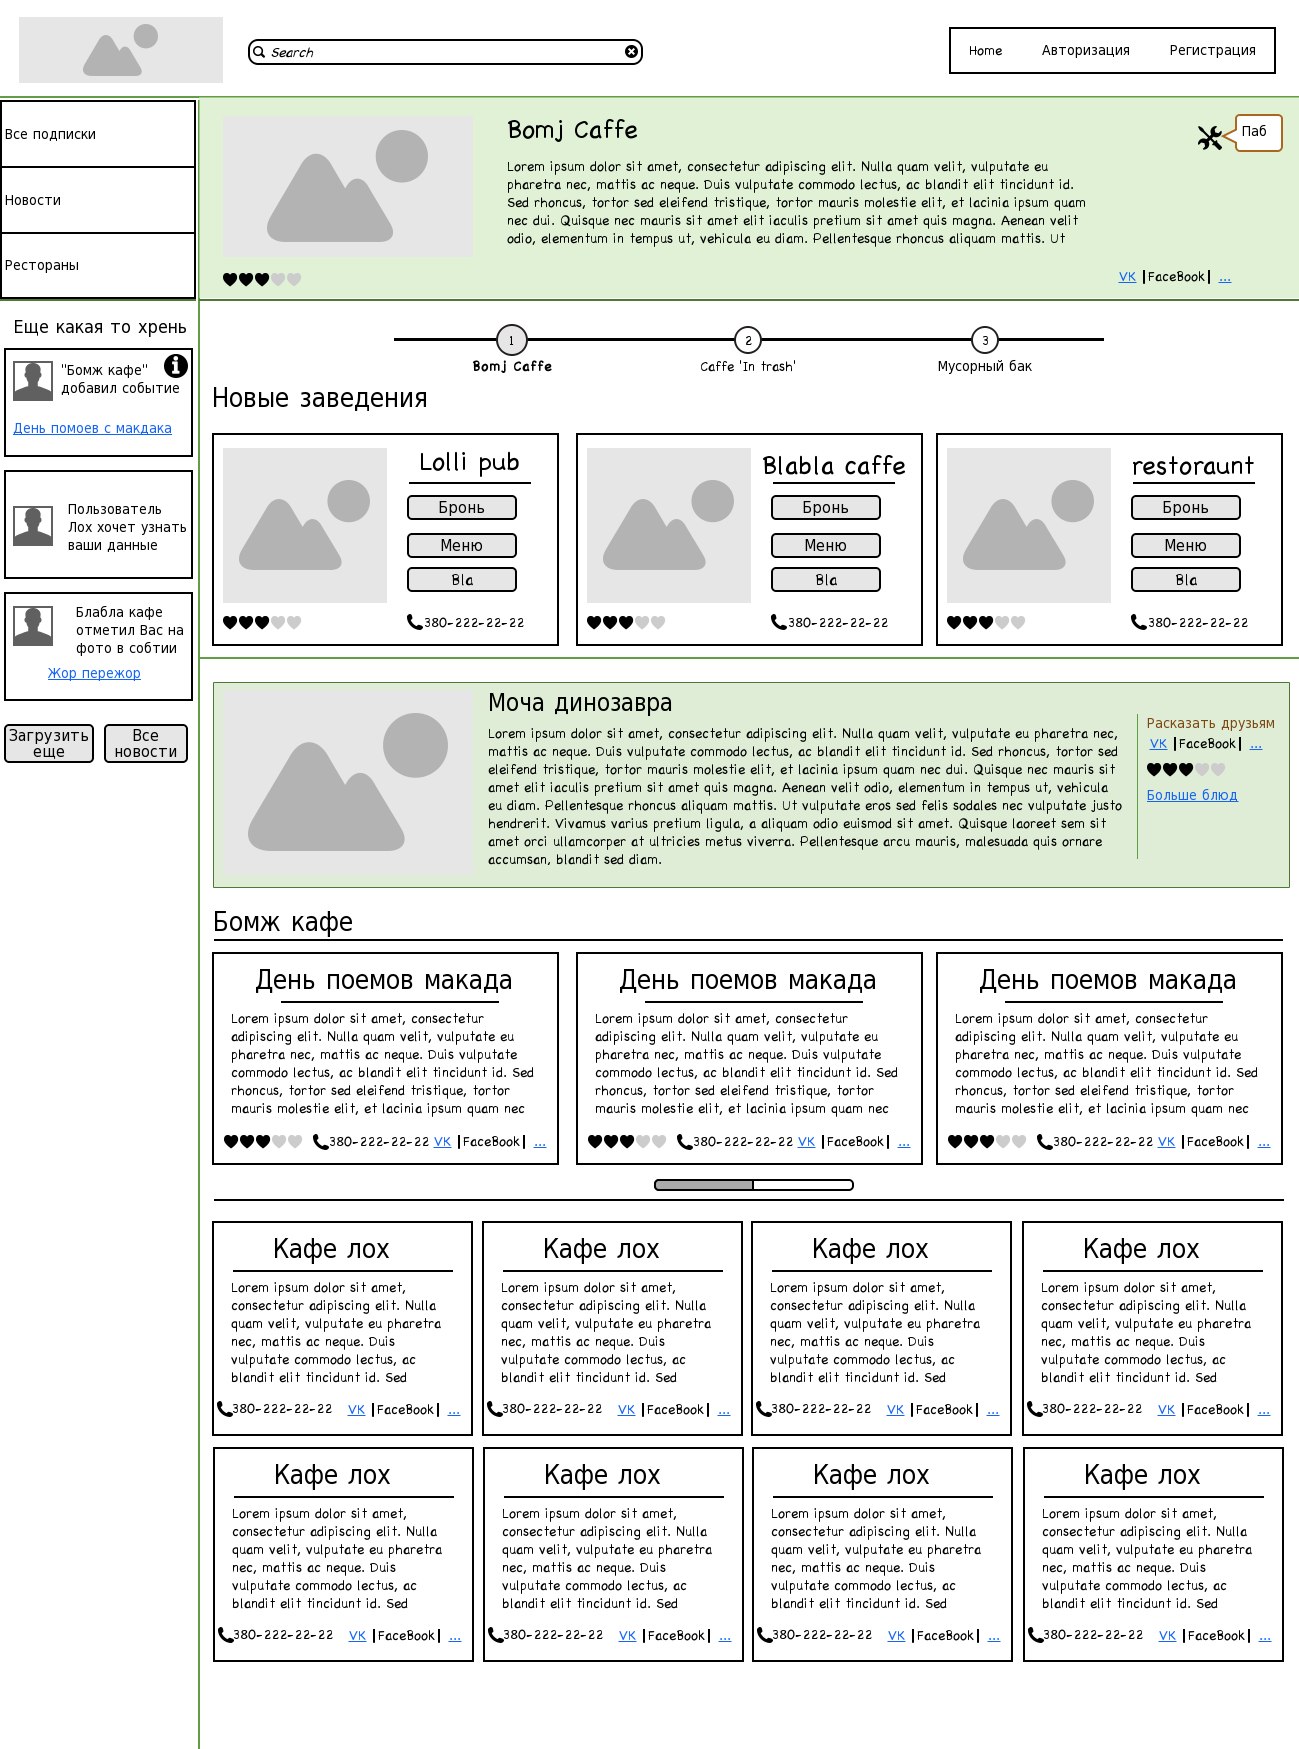 Search
Home Авторизация Регистрация
Все подписки
Новости
Рестораны
Bomj Caffe
Паб
Lorem ipsum dolor sit amet, consectetur adipiscing elit. Nulla quam velit, vulputate eu
pharetra nec, mattis ac neque. Duis vulputate commodo lectus, ac blandit elit tincidunt id.
Sed rhoncus, tortor sed eleifend tristique, tortor mauris molestie elit, et lacinia ipsum quam
nec dui. Quisque nec mauris sit amet elit iaculis pretium sit amet quis magna. Aenean velit
odio, elementum in tempus ut, vehicula eu diam. Pellentesque rhoncus aliquam mattis. Ut
VK | FaceBook | ...
Еще какая то хрень
"Бомж кафе"
добавил событие
День помоев с макдака
Пользователь
Лох хочет узнать
ваши данные
Блабла кафе
отметил Вас на
фото в собтии
Жор пережор
Загрузить
еще
Все
новости
1 2 3
Bomj Caffe Caffe 'In trash' Мусорный бак
Новые заведения
Lolli pub
Бронь
Меню
Bla
380-222-22-22
Blabla caffe
Бронь
Меню
Bla
380-222-22-22
restoraunt
Бронь
Меню
Bla
380-222-22-22
Моча динозавра
Lorem ipsum dolor sit amet, consectetur adipiscing elit. Nulla quam velit, vulputate eu pharetra nec,
mattis ac neque. Duis vulputate commodo lectus, ac blandit elit tincidunt id. Sed rhoncus, tortor sed
eleifend tristique, tortor mauris molestie elit, et lacinia ipsum quam nec dui. Quisque nec mauris sit
amet elit iaculis pretium sit amet quis magna. Aenean velit odio, elementum in tempus ut, vehicula
eu diam. Pellentesque rhoncus aliquam mattis. Ut vulputate eros sed felis sodales nec vulputate justo
hendrerit. Vivamus varius pretium ligula, a aliquam odio euismod sit amet. Quisque laoreet sem sit
amet orci ullamcorper at ultricies metus viverra. Pellentesque arcu mauris, malesuada quis ornare
accumsan, blandit sed diam.
Расказать друзьям
VK | FaceBook | ...
Больше блюд
Бомж кафе
День поемов макада
Lorem ipsum dolor sit amet, consectetur
adipiscing elit. Nulla quam velit, vulputate eu
pharetra nec, mattis ac neque. Duis vulputate
commodo lectus, ac blandit elit tincidunt id. Sed
rhoncus, tortor sed eleifend tristique, tortor
mauris molestie elit, et lacinia ipsum quam nec
380-222-22-22 VK | FaceBook | ...
День поемов макада
Lorem ipsum dolor sit amet, consectetur
adipiscing elit. Nulla quam velit, vulputate eu
pharetra nec, mattis ac neque. Duis vulputate
commodo lectus, ac blandit elit tincidunt id. Sed
rhoncus, tortor sed eleifend tristique, tortor
mauris molestie elit, et lacinia ipsum quam nec
380-222-22-22 VK | FaceBook | ...
День поемов макада
Lorem ipsum dolor sit amet, consectetur
adipiscing elit. Nulla quam velit, vulputate eu
pharetra nec, mattis ac neque. Duis vulputate
commodo lectus, ac blandit elit tincidunt id. Sed
rhoncus, tortor sed eleifend tristique, tortor
mauris molestie elit, et lacinia ipsum quam nec
380-222-22-22 VK | FaceBook | ...
Кафе лох
Lorem ipsum dolor sit amet,
consectetur adipiscing elit. Nulla
quam velit, vulputate eu pharetra
nec, mattis ac neque. Duis
vulputate commodo lectus, ac
blandit elit tincidunt id. Sed
380-222-22-22 VK | FaceBook | ...
Кафе лох
Lorem ipsum dolor sit amet,
consectetur adipiscing elit. Nulla
quam velit, vulputate eu pharetra
nec, mattis ac neque. Duis
vulputate commodo lectus, ac
blandit elit tincidunt id. Sed
380-222-22-22 VK | FaceBook | ...
Кафе лох
Lorem ipsum dolor sit amet,
consectetur adipiscing elit. Nulla
quam velit, vulputate eu pharetra
nec, mattis ac neque. Duis
vulputate commodo lectus, ac
blandit elit tincidunt id. Sed
380-222-22-22 VK | FaceBook | ...
Кафе лох
Lorem ipsum dolor sit amet,
consectetur adipiscing elit. Nulla
quam velit, vulputate eu pharetra
nec, mattis ac neque. Duis
vulputate commodo lectus, ac
blandit elit tincidunt id. Sed
380-222-22-22 VK | FaceBook | ...
Кафе лох
Lorem ipsum dolor sit amet,
consectetur adipiscing elit. Nulla
quam velit, vulputate eu pharetra
nec, mattis ac neque. Duis
vulputate commodo lectus, ac
blandit elit tincidunt id. Sed
380-222-22-22 VK | FaceBook | ...
Кафе лох
Lorem ipsum dolor sit amet,
consectetur adipiscing elit. Nulla
quam velit, vulputate eu pharetra
nec, mattis ac neque. Duis
vulputate commodo lectus, ac
blandit elit tincidunt id. Sed
380-222-22-22 VK | FaceBook | ...
Кафе лох
Lorem ipsum dolor sit amet,
consectetur adipiscing elit. Nulla
quam velit, vulputate eu pharetra
nec, mattis ac neque. Duis
vulputate commodo lectus, ac
blandit elit tincidunt id. Sed
380-222-22-22 VK | FaceBook | ...
Кафе лох
Lorem ipsum dolor sit amet,
consectetur adipiscing elit. Nulla
quam velit, vulputate eu pharetra
nec, mattis ac neque. Duis
vulputate commodo lectus, ac
blandit elit tincidunt id. Sed
380-222-22-22 VK | FaceBook | ...